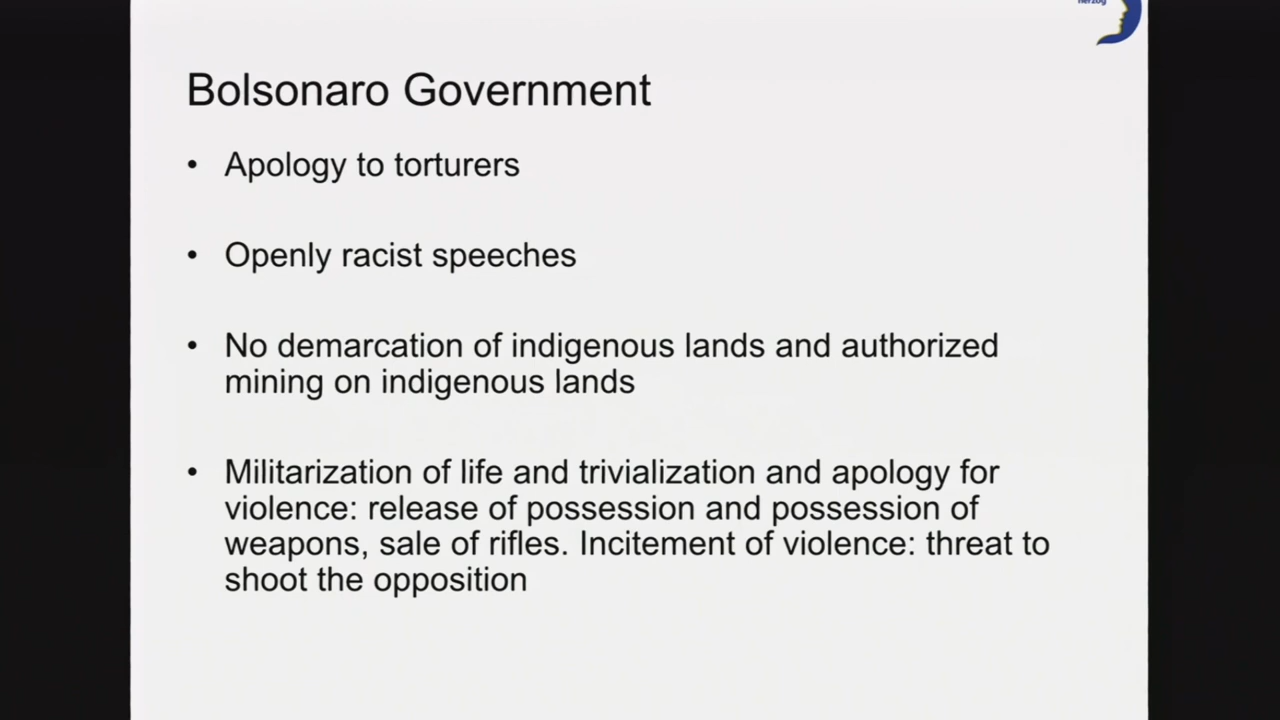 herzog
Bolsonaro Government
• Apology to torturers
• Openly racist speeches
• No demarcation of indigenous lands and authorized
mining on indigenous lands
• Militarization of life and trivialization and apology for
violence: release of possession and possession of
weapons, sale of rifles. Incitement of violence: threat to
shoot the opposition